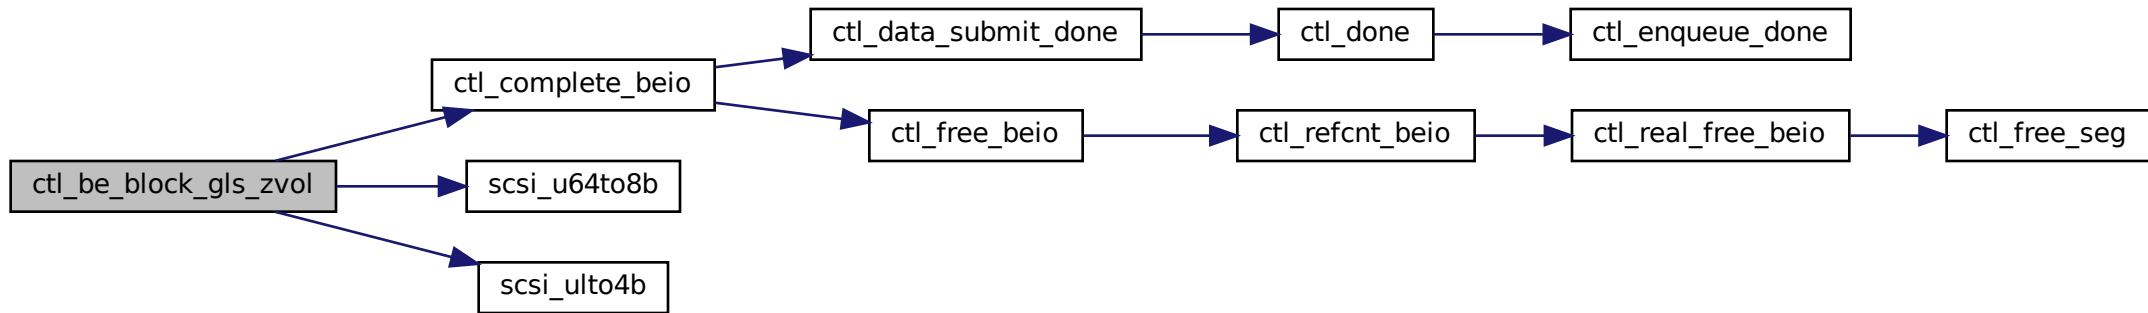 ctl_data_submit_done
ctl_done
ctl_enqueue_done
ctl_complete_beio
ctl_free_beio
ctl_refcnt_beio
ctl_real_free_beio
ctl_free_seg
ctl_be_block_gls_zvol
scsi_u64to8b
scsi_ulto4b